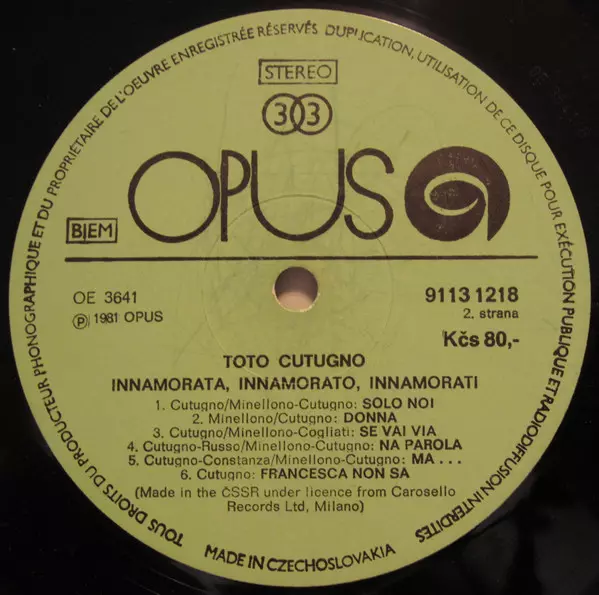 TOUS DROITS DU PRODUCTEUR PHONOGRAPHIQUE ET DU PROPRIÉTAIRE DE L'OEUVRE ENREGISTRÉE RÉSERVÉS. DUPLICATION, UTILISATION DE CE DISQUE POUR EXÉCUTION PUBLIQUE ET RADIODIFFUSION INTERDITES
STEREO
33
OPUS
BIEM
OE 3641
9113 1218
℗ 1981 OPUS
2. strana
Kčs 80,-
TOTO CUTUGNO
INNAMORATA, INNAMORATO, INNAMORATI
1. Cutugno/Minellono-Cutugno: SOLO NOI
2. Minellono/Cutugno: DONNA
3. Cutugno/Minellono-Cogliati: SE VAI VIA
4. Cutugno-Russo/Minellono-Cutugno: NA PAROLA
5. Cutugno-Constanza/Minellono-Cutugno: MA . . .
6. Cutugno: FRANCESCA NON SA
(Made in the ČSSR under licence from Carosello
Records Ltd, Milano)
MADE IN CZECHOSLOVAKIA